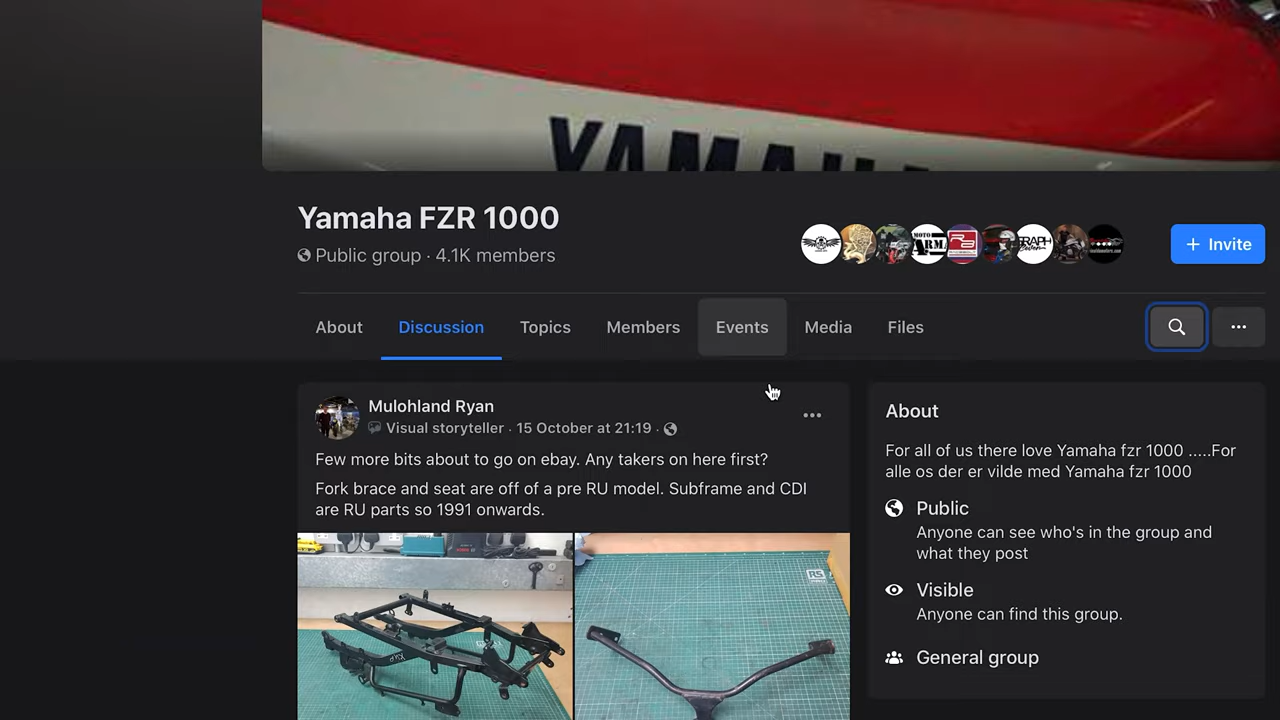 YAMAHA
Yamaha FZR 1000
Public group · 4.1K members
+ Invite
About
Discussion
Topics
Members
Events
Media
Files
Mulohland Ryan
Visual storyteller · 15 October at 21:19 ·
Few more bits about to go on ebay. Any takers on here first?
Fork brace and seat are off of a pre RU model. Subframe and CDI
are RU parts so 1991 onwards.
RS
About
For all of us there love Yamaha fzr 1000 .....For
alle os der er vilde med Yamaha fzr 1000
Public
Anyone can see who's in the group and
what they post
Visible
Anyone can find this group.
General group